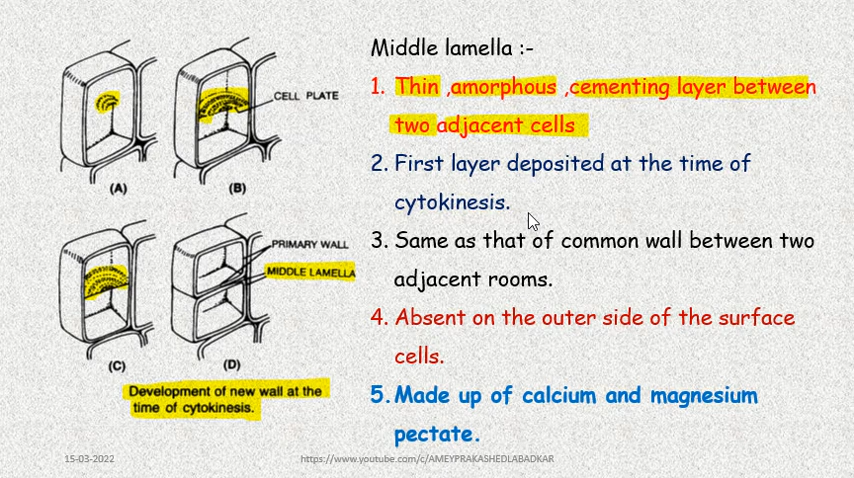 Middle lamella :-
1. Thin ,amorphous ,cementing layer between
two adjacent cells
2. First layer deposited at the time of
cytokinesis.
3. Same as that of common wall between two
adjacent rooms.
4. Absent on the outer side of the surface
cells.
5. Made up of calcium and magnesium
pectate.
CELL PLATE
(A)
(B)
PRIMARY WALL
MIDDLE LAMELLA
(C)
(D)
Development of new wall at the
time of cytokinesis.
15-03-2022
https://www.youtube.com/c/AMEYPRAKASHEDLABADKAR